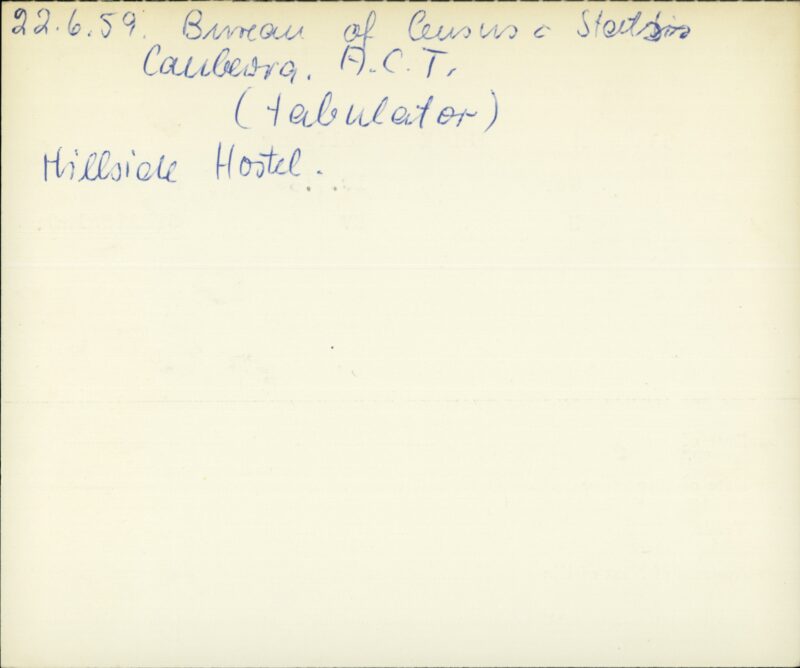 22.6.59. Bureau of Census & Statistics
Canberra. A.C.T.
(tabulator)
Hillside Hostel.